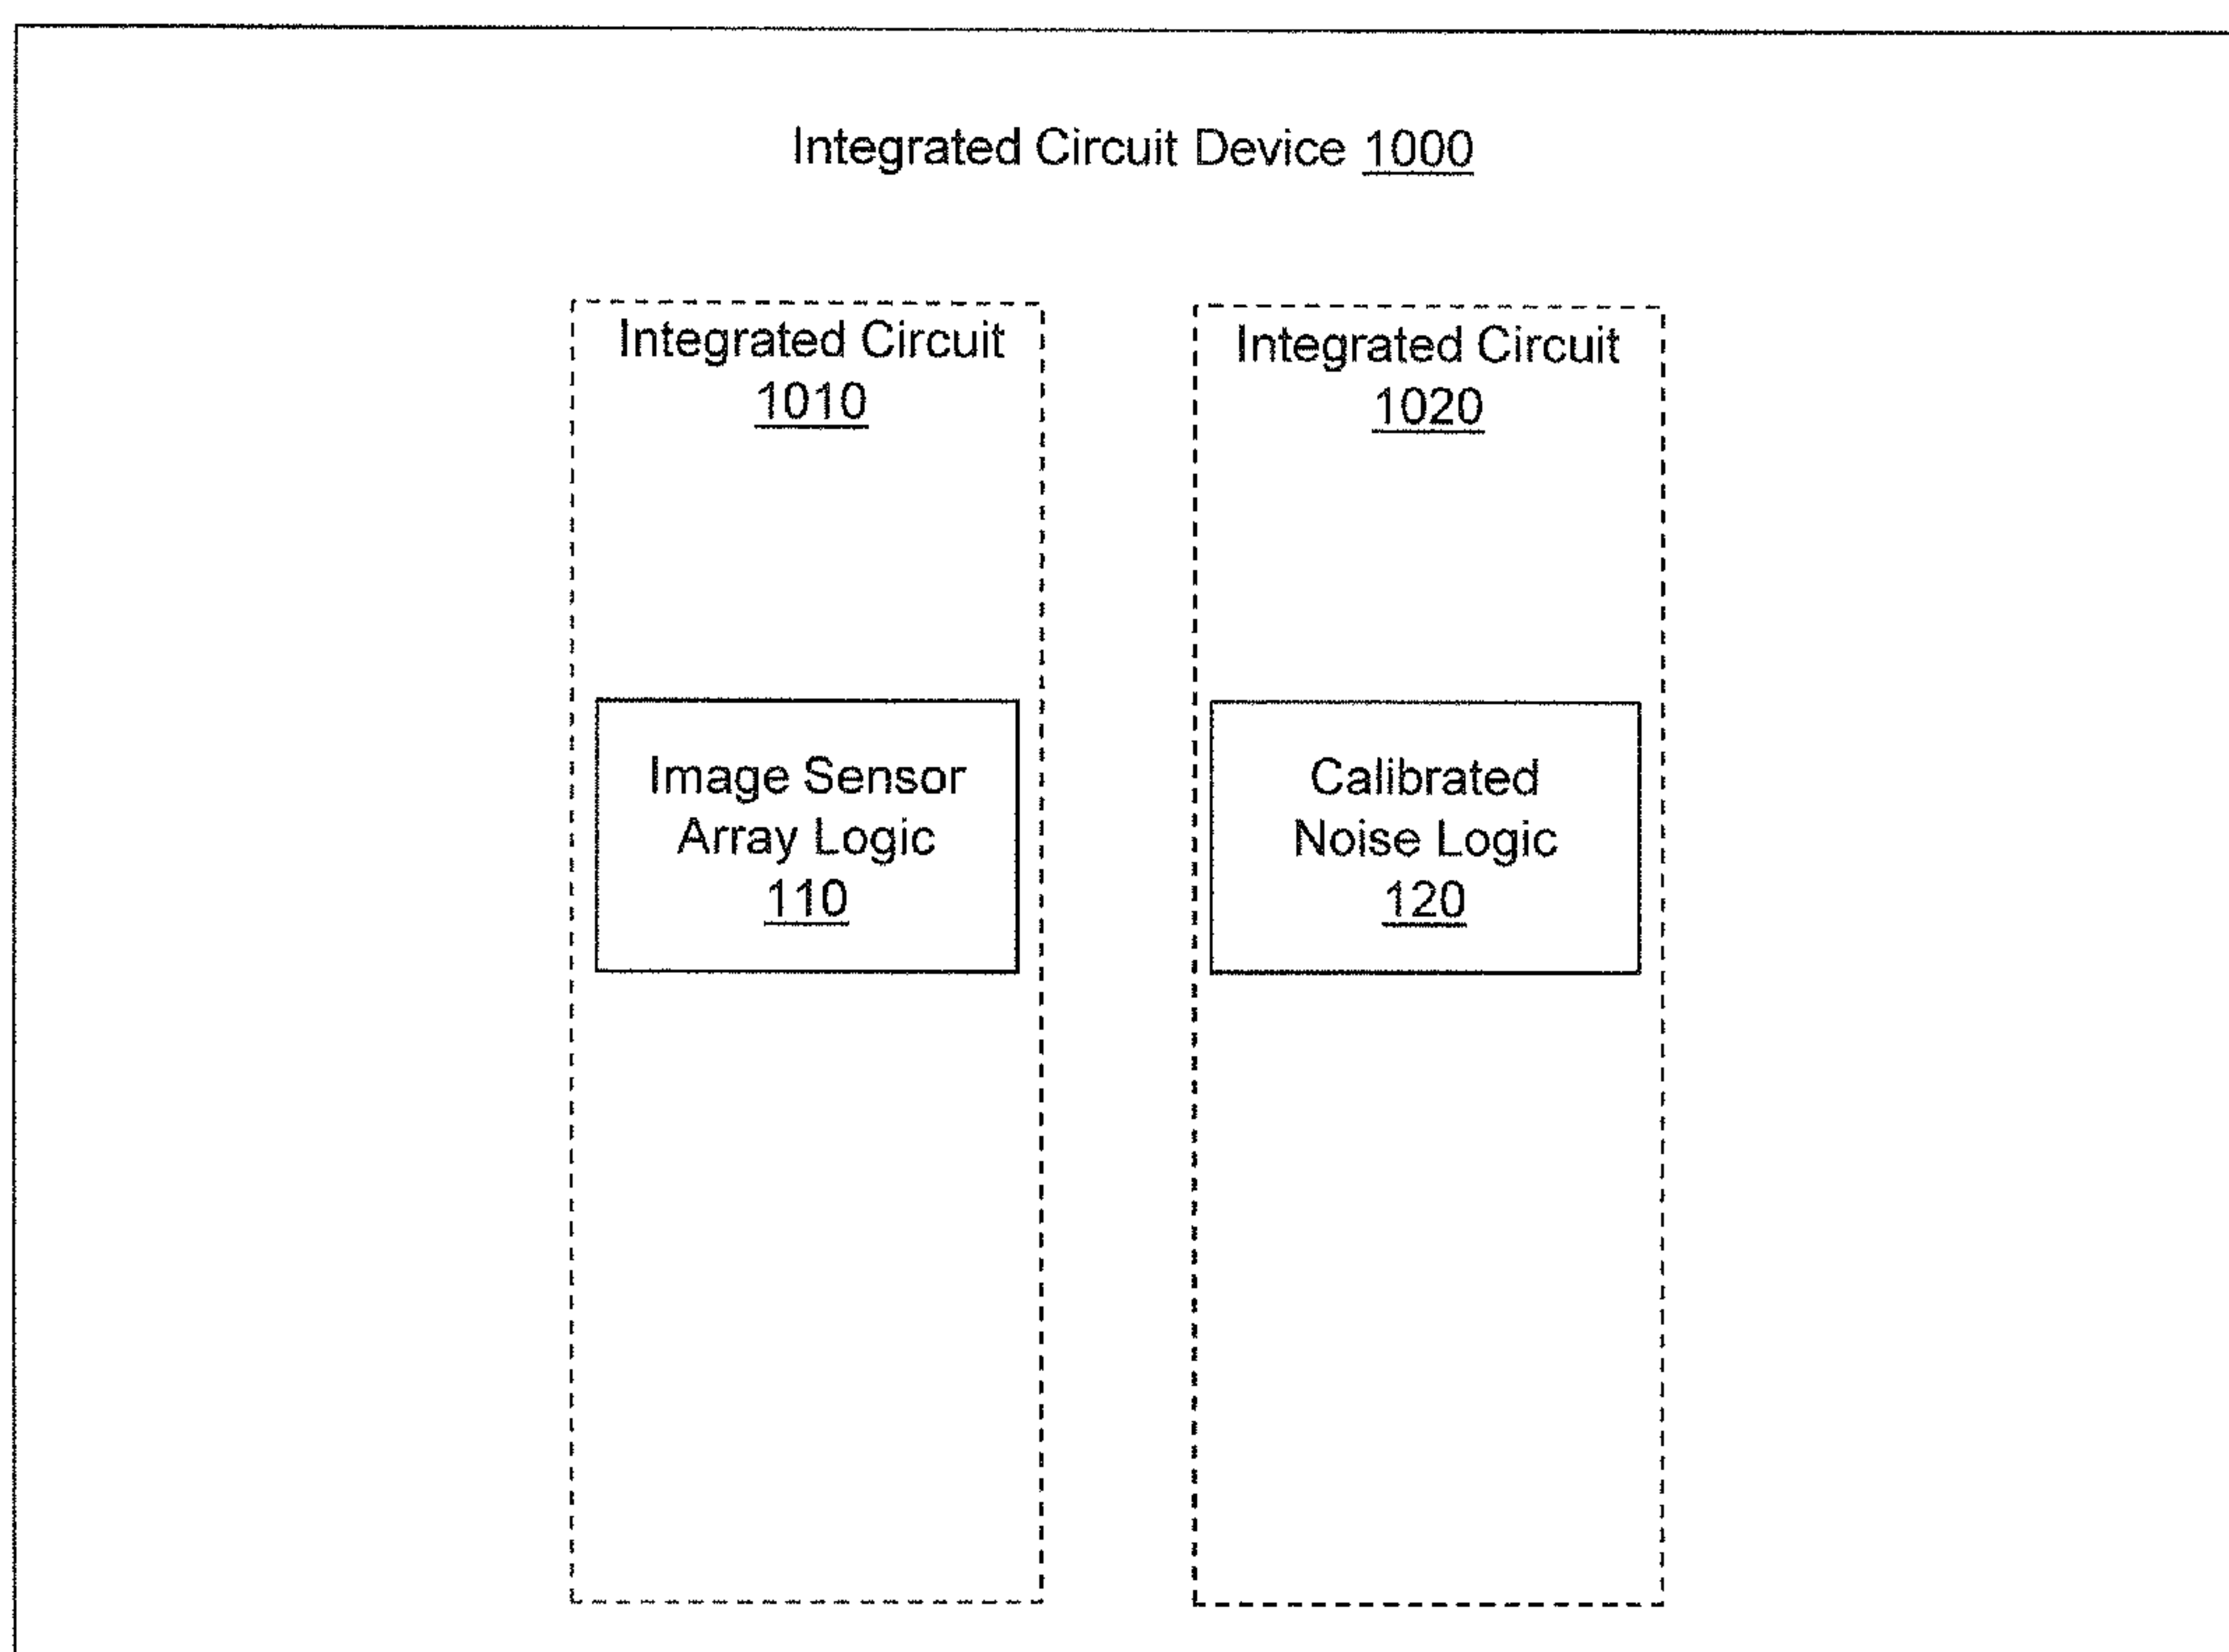 Integrated Circuit Device 1000
Integrated Circuit
1010
Integrated Circuit
1020
Image Sensor
Array Logic
110
Calibrated
Noise Logic
120